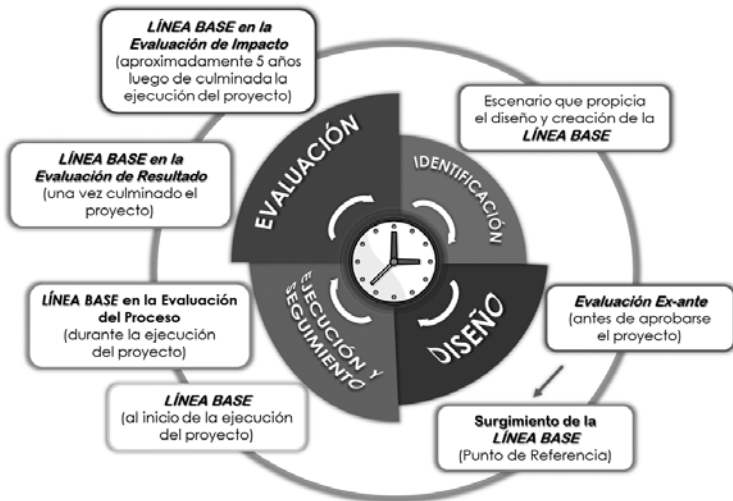 LÍNEA BASE en la
Evaluación de Impacto
(aproximadamente 5 años
luego de culminada la
ejecución del proyecto)
Escenario que propicia
el diseño y creación de la
LÍNEA BASE
EVALUACIÓN
IDENTIFICACIÓN
LÍNEA BASE en la
Evaluación de Resultado
(una vez culminado el
proyecto)
LÍNEA BASE en la Evaluación
del Proceso
(durante la ejecución
del proyecto)
EJECUCIÓN Y
SEGUIMIENTO
DISEÑO
Evaluación Ex-ante
(antes de aprobarse
el proyecto)
LÍNEA BASE
(al inicio de la ejecución
del proyecto)
Surgimiento de la
LÍNEA BASE
(Punto de Referencia)